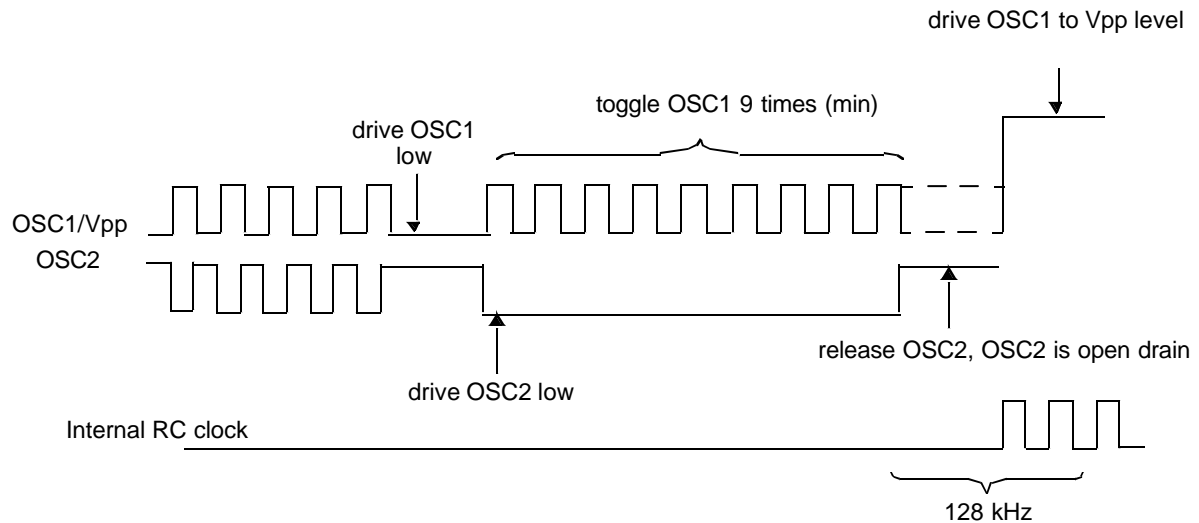 drive OSC1 to Vpp level
toggle OSC1 9 times (min)
drive OSC1
low
OSC1/Vpp
OSC2
release OSC2, OSC2 is open drain
drive OSC2 low
Internal RC clock
128 kHz